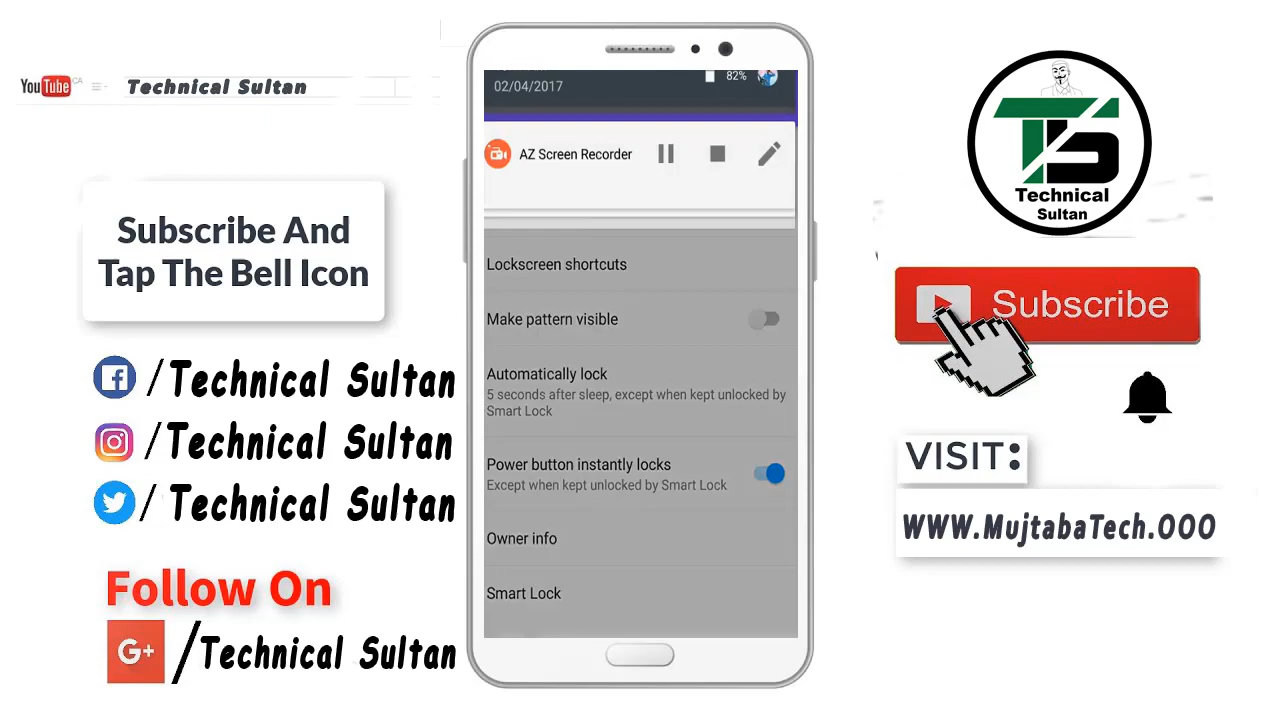 YouTube CA
Technical Sultan
Subscribe And
Tap The Bell Icon
/Technical Sultan
/Technical Sultan
/ Technical Sultan
Follow On
G+ /Technical Sultan
02/04/2017
82%
AZ Screen Recorder
Lockscreen shortcuts
Make pattern visible
Automatically lock
5 seconds after sleep, except when kept unlocked by
Smart Lock
Power button instantly locks
Except when kept unlocked by Smart Lock
Owner info
Smart Lock
TS
Technical
Sultan
Subscribe
VISIT:
WWW.MujtabaTech.OOO